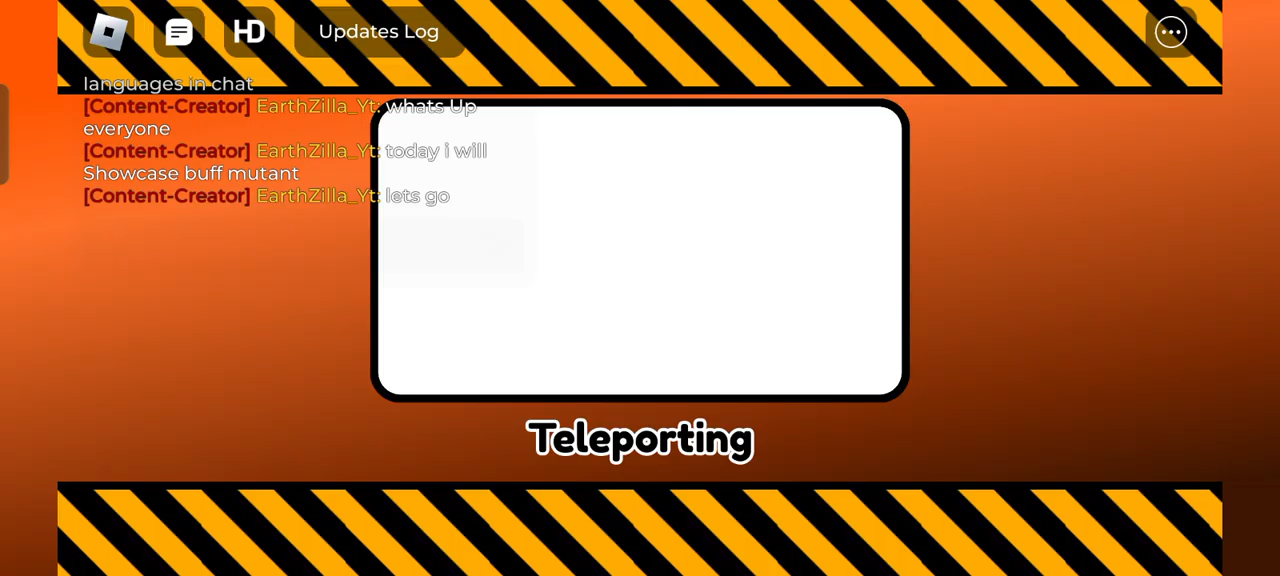 HD
Updates Log
languages in chat
[Content-Creator] EarthZilla_Yt: whats Up
everyone
[Content-Creator] EarthZilla_Yt: today i will
Showcase buff mutant
[Content-Creator] EarthZilla_Yt: lets go
Teleporting